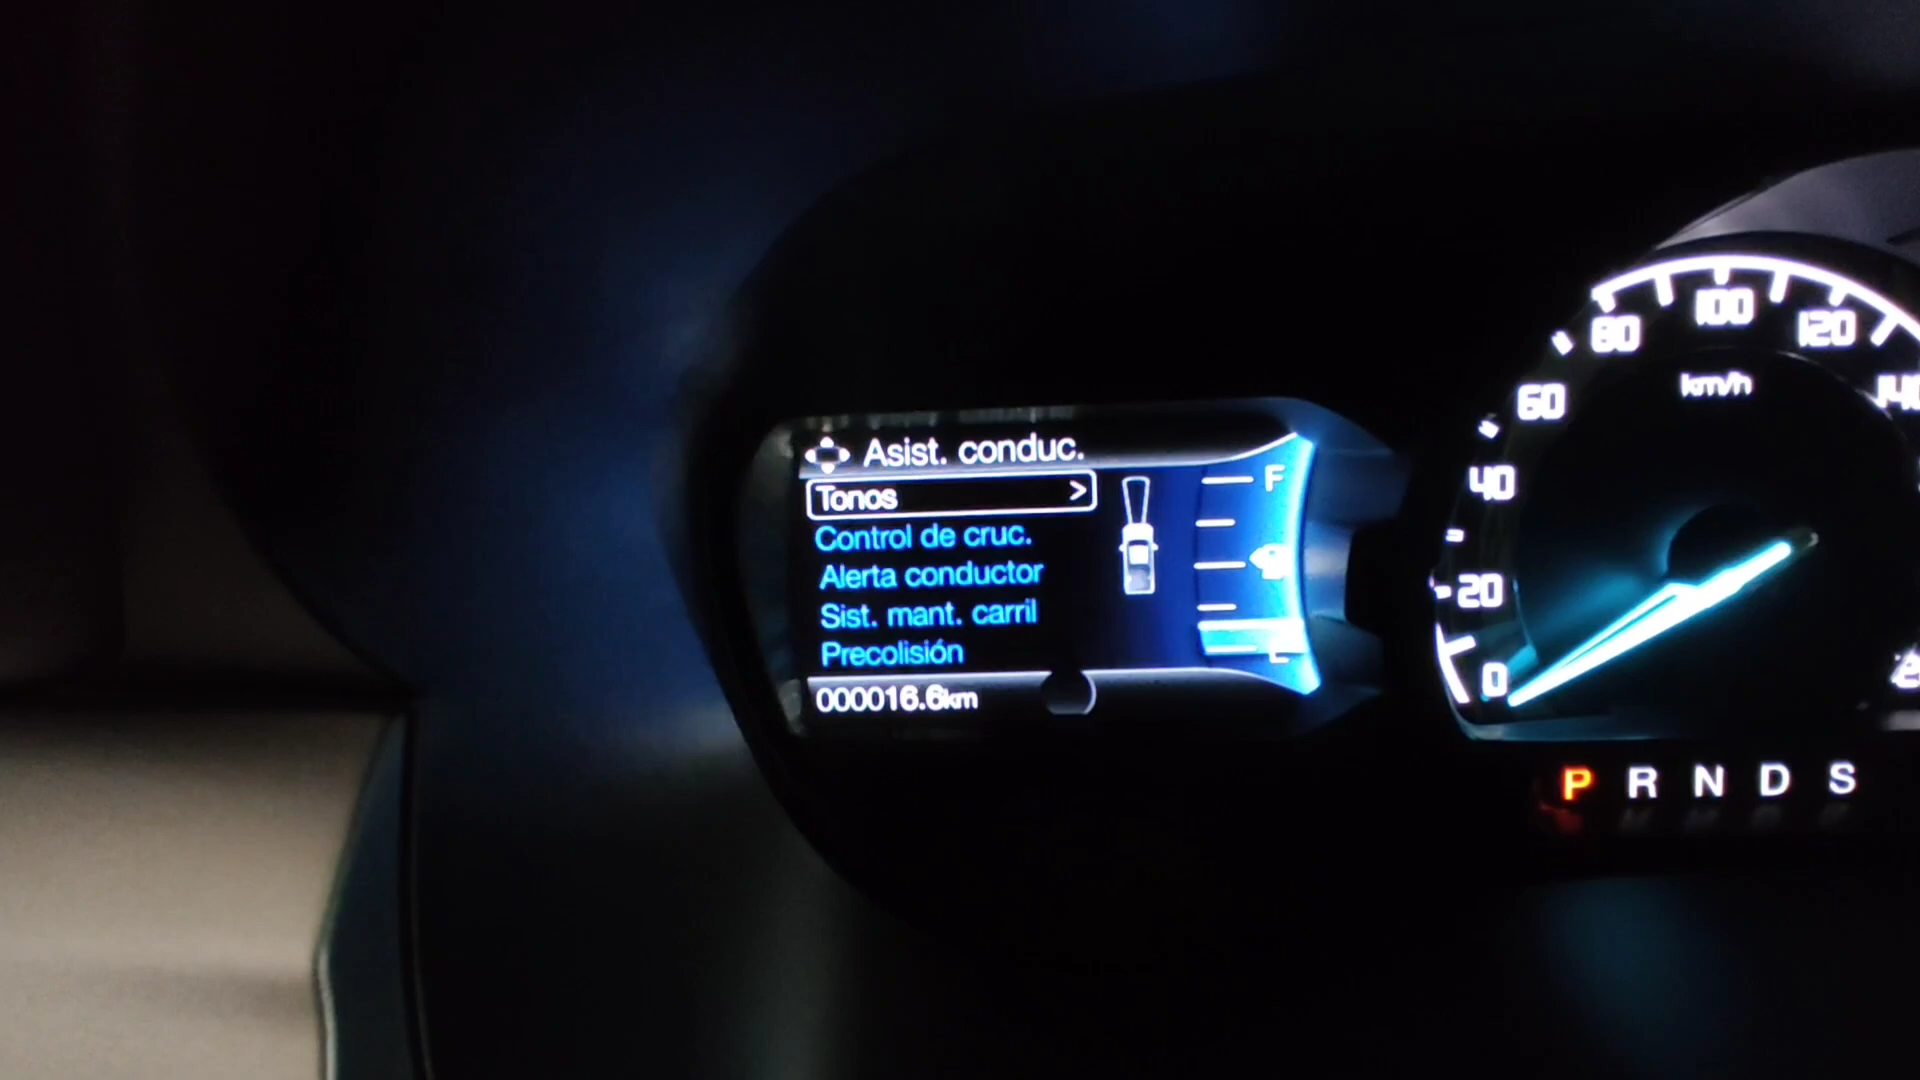 Asist. conduc.
Tonos >
Control de cruc.
Alerta conductor
Sist. mant. carril
Precolisión
000016.6km
F
E
0
20
40
60
80
100
120
140
km/h
P R N D S